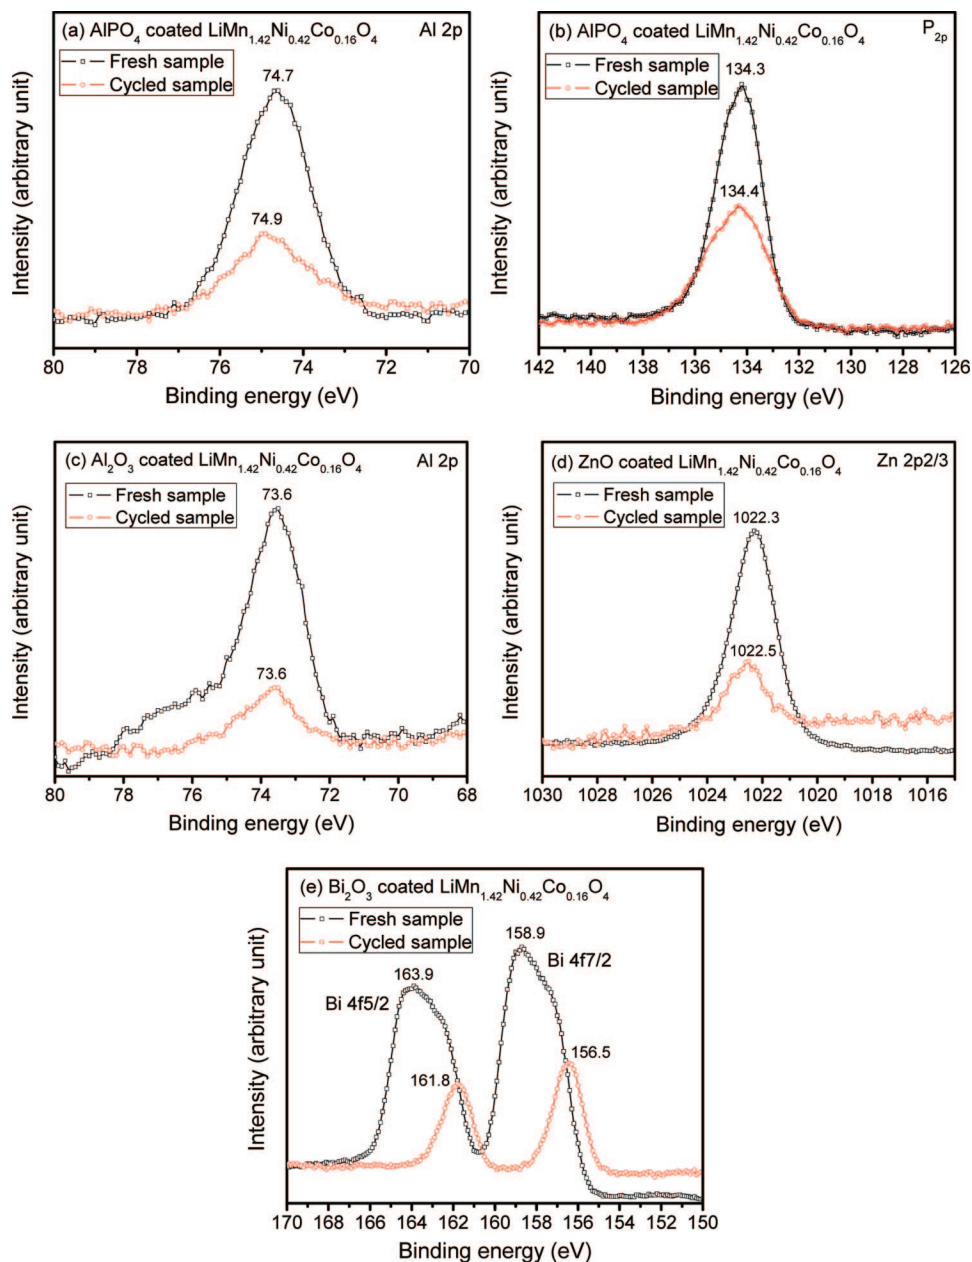 (a) AlPO4 coated LiMn1.42Ni0.42Co0.16O4 Al 2p
Fresh sample
Cycled sample
74.7
74.9
Intensity (arbitrary unit)
80 78 76 74 72 70
Binding energy (eV)
(b) AlPO4 coated LiMn1.42Ni0.42Co0.16O4 P2p
Fresh sample
Cycled sample
134.3
134.4
Intensity (arbitrary unit)
142 140 138 136 134 132 130 128 126
Binding energy (eV)
(c) Al2O3 coated LiMn1.42Ni0.42Co0.16O4 Al 2p
Fresh sample
Cycled sample
73.6
73.6
Intensity (arbitrary unit)
80 78 76 74 72 70 68
Binding energy (eV)
(d) ZnO coated LiMn1.42Ni0.42Co0.16O4 Zn 2p2/3
Fresh sample
Cycled sample
1022.3
1022.5
Intensity (arbitrary unit)
1030 1028 1026 1024 1022 1020 1018 1016
Binding energy (eV)
(e) Bi2O3 coated LiMn1.42Ni0.42Co0.16O4
Fresh sample
Cycled sample
158.9
Bi 4f7/2
163.9
Bi 4f5/2
156.5
161.8
Intensity (arbitrary unit)
170 168 166 164 162 160 158 156 154 152 150
Binding energy (eV)